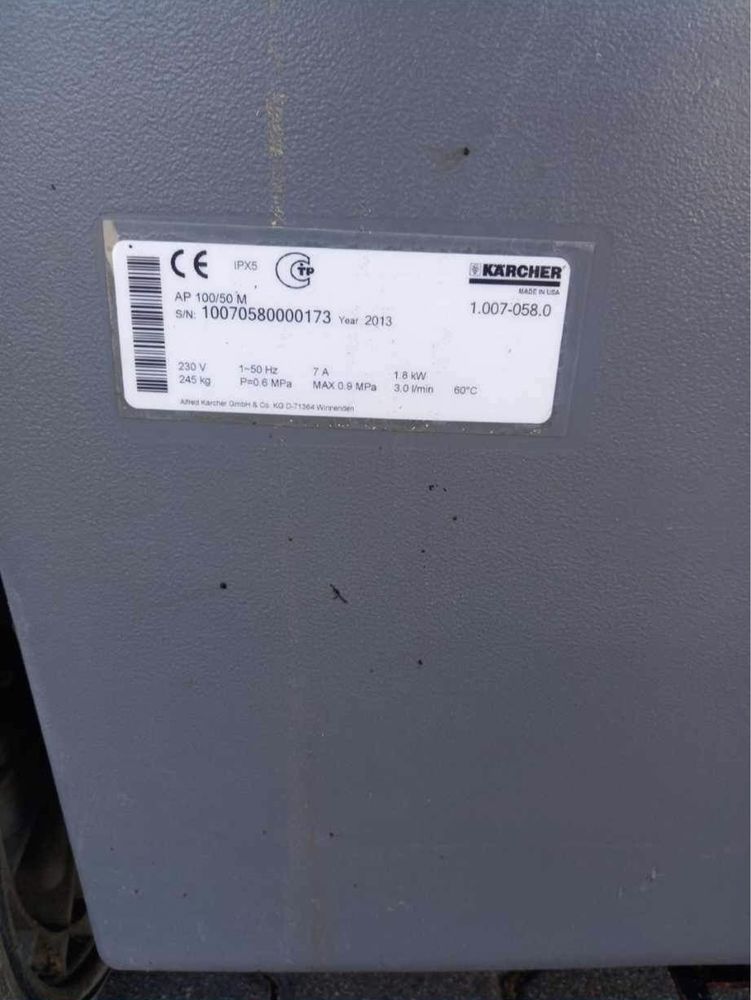 CE IPX5 CTP KÄRCHER
MADE IN USA
AP 100/50 M 1.007-058.0
S/N: 10070580000173 Year 2013
230 V 1~50 Hz 7 A 1.8 kW
245 kg P=0.6 MPa MAX 0.9 MPa 3.0 l/min 60°C
Alfred Kärcher GmbH & Co. KG D-71364 Winnenden